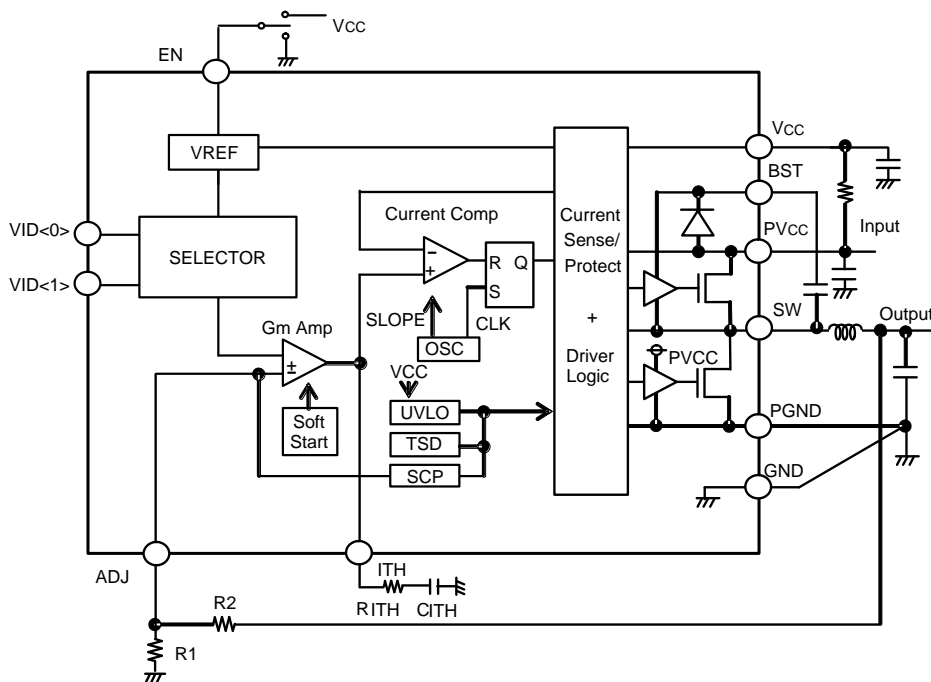 VCC
EN
VCC
VREF
BST
VID<0>
SELECTOR
Current Comp
Current
Sense/
Protect
+
Driver
Logic
PVCC
Input
VID<1>
−
+
R Q
S
SLOPE
CLK
SW
Output
Gm Amp
±
OSC
VCC
PVCC
Soft
Start
UVLO
TSD
SCP
PGND
GND
ADJ
ITH
RITH
CITH
R2
R1